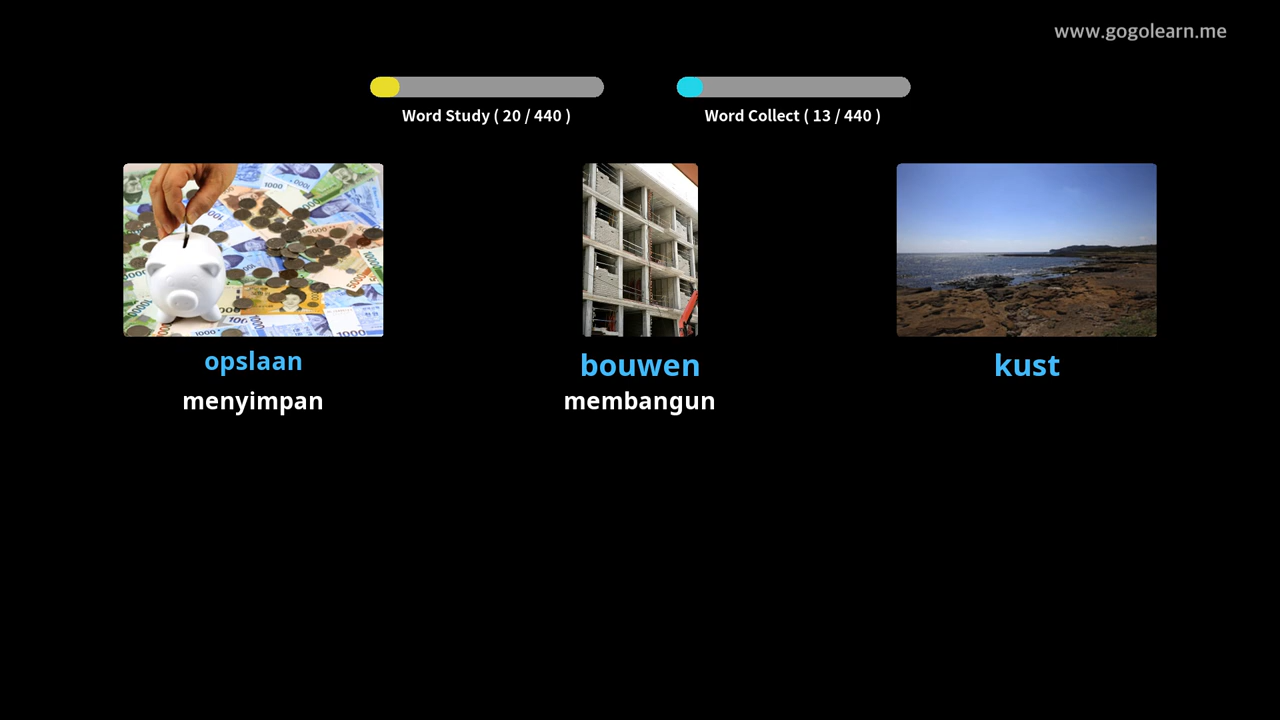 www.gogolearn.me
Word Study ( 20 / 440 )
Word Collect ( 13 / 440 )
opslaan
bouwen
kust
menyimpan
membangun